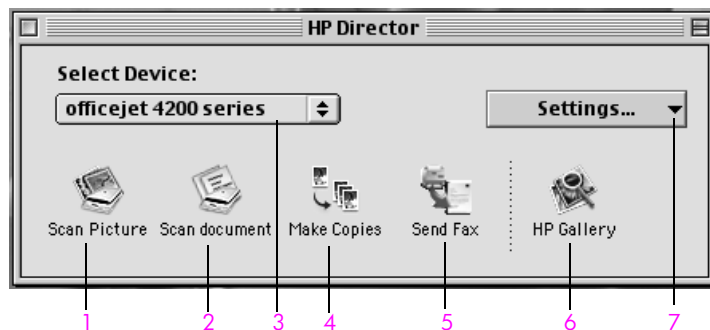 HP Director
Select Device:
officejet 4200 series
Settings...
Scan Picture
Scan document
Make Copies
Send Fax
HP Gallery
1 2 3 4 5 6 7